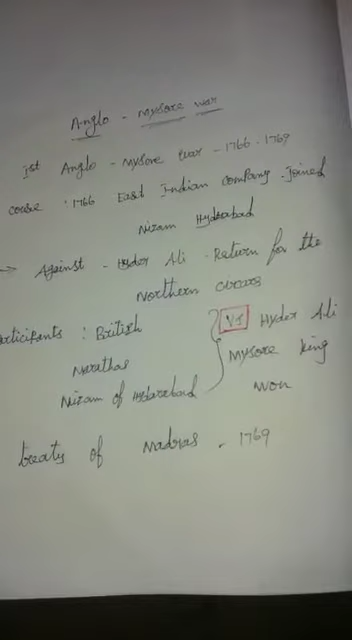 Anglo - Mysore war
1st Anglo - Mysore war - 1766 - 1769
1766 East Indian Company - Joined
Nizam Hyderabad
→ Against - Hyder Ali - Return for the
Northern circars
articipants : British
Marathas
Nizam of Hyderabad
VS Hyder Ali
Mysore king
won
treaty of Madras - 1769